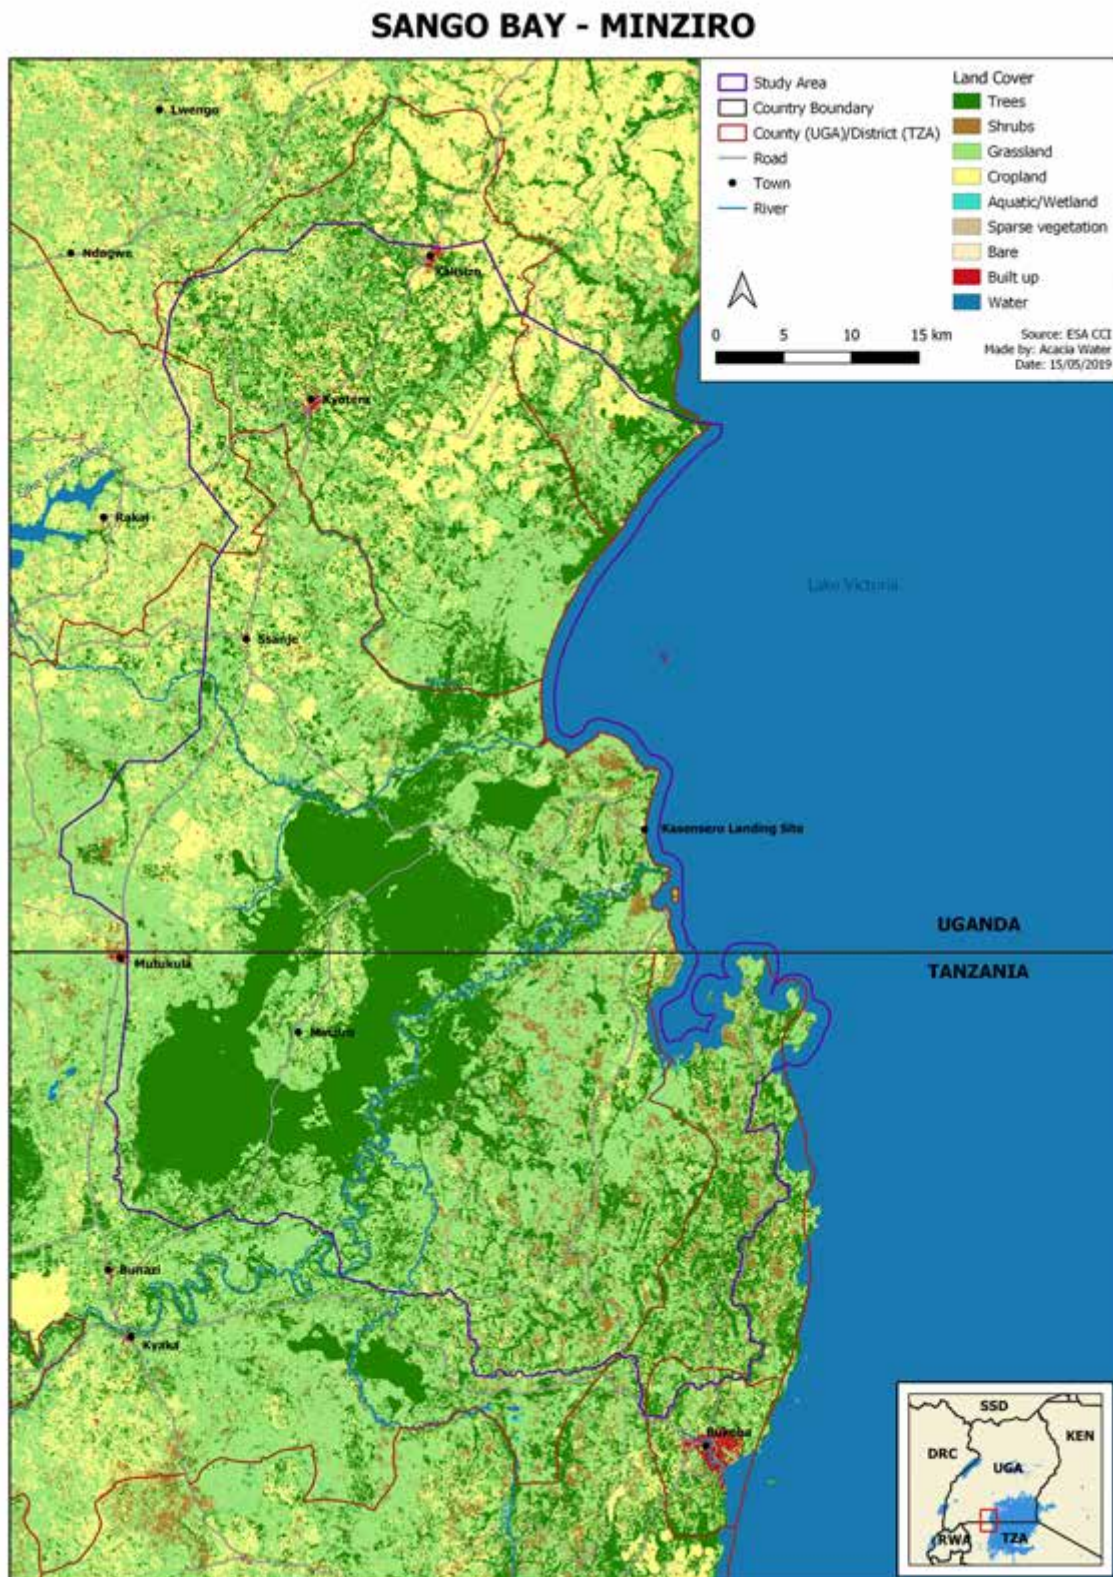 SANGO BAY - MINZIRO
Study Area
Country Boundary
County (UGA)/District (TZA)
Road
Town
River
Land Cover
Trees
Shrubs
Grassland
Cropland
Aquatic/Wetland
Sparse vegetation
Bare
Built up
Water
0 5 10 15 km
Source: ESA CCI
Made by: Acacia Water
Date: 15/05/2019
Lwengo
Ndagwe
Kalisizo
Kyotera
Rakai
Lake Victoria
Ssanje
Kasensero Landing Site
UGANDA
Mutukula
TANZANIA
Minziro
Bunazi
Kyaka
Bukoba
SSD
DRC
KEN
UGA
RWA
TZA